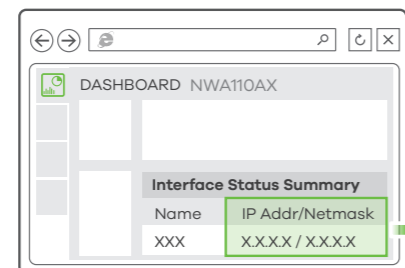 DASHBOARD NWA110AX
Interface Status Summary
Name IP Addr/Netmask
XXX X.X.X.X / X.X.X.X